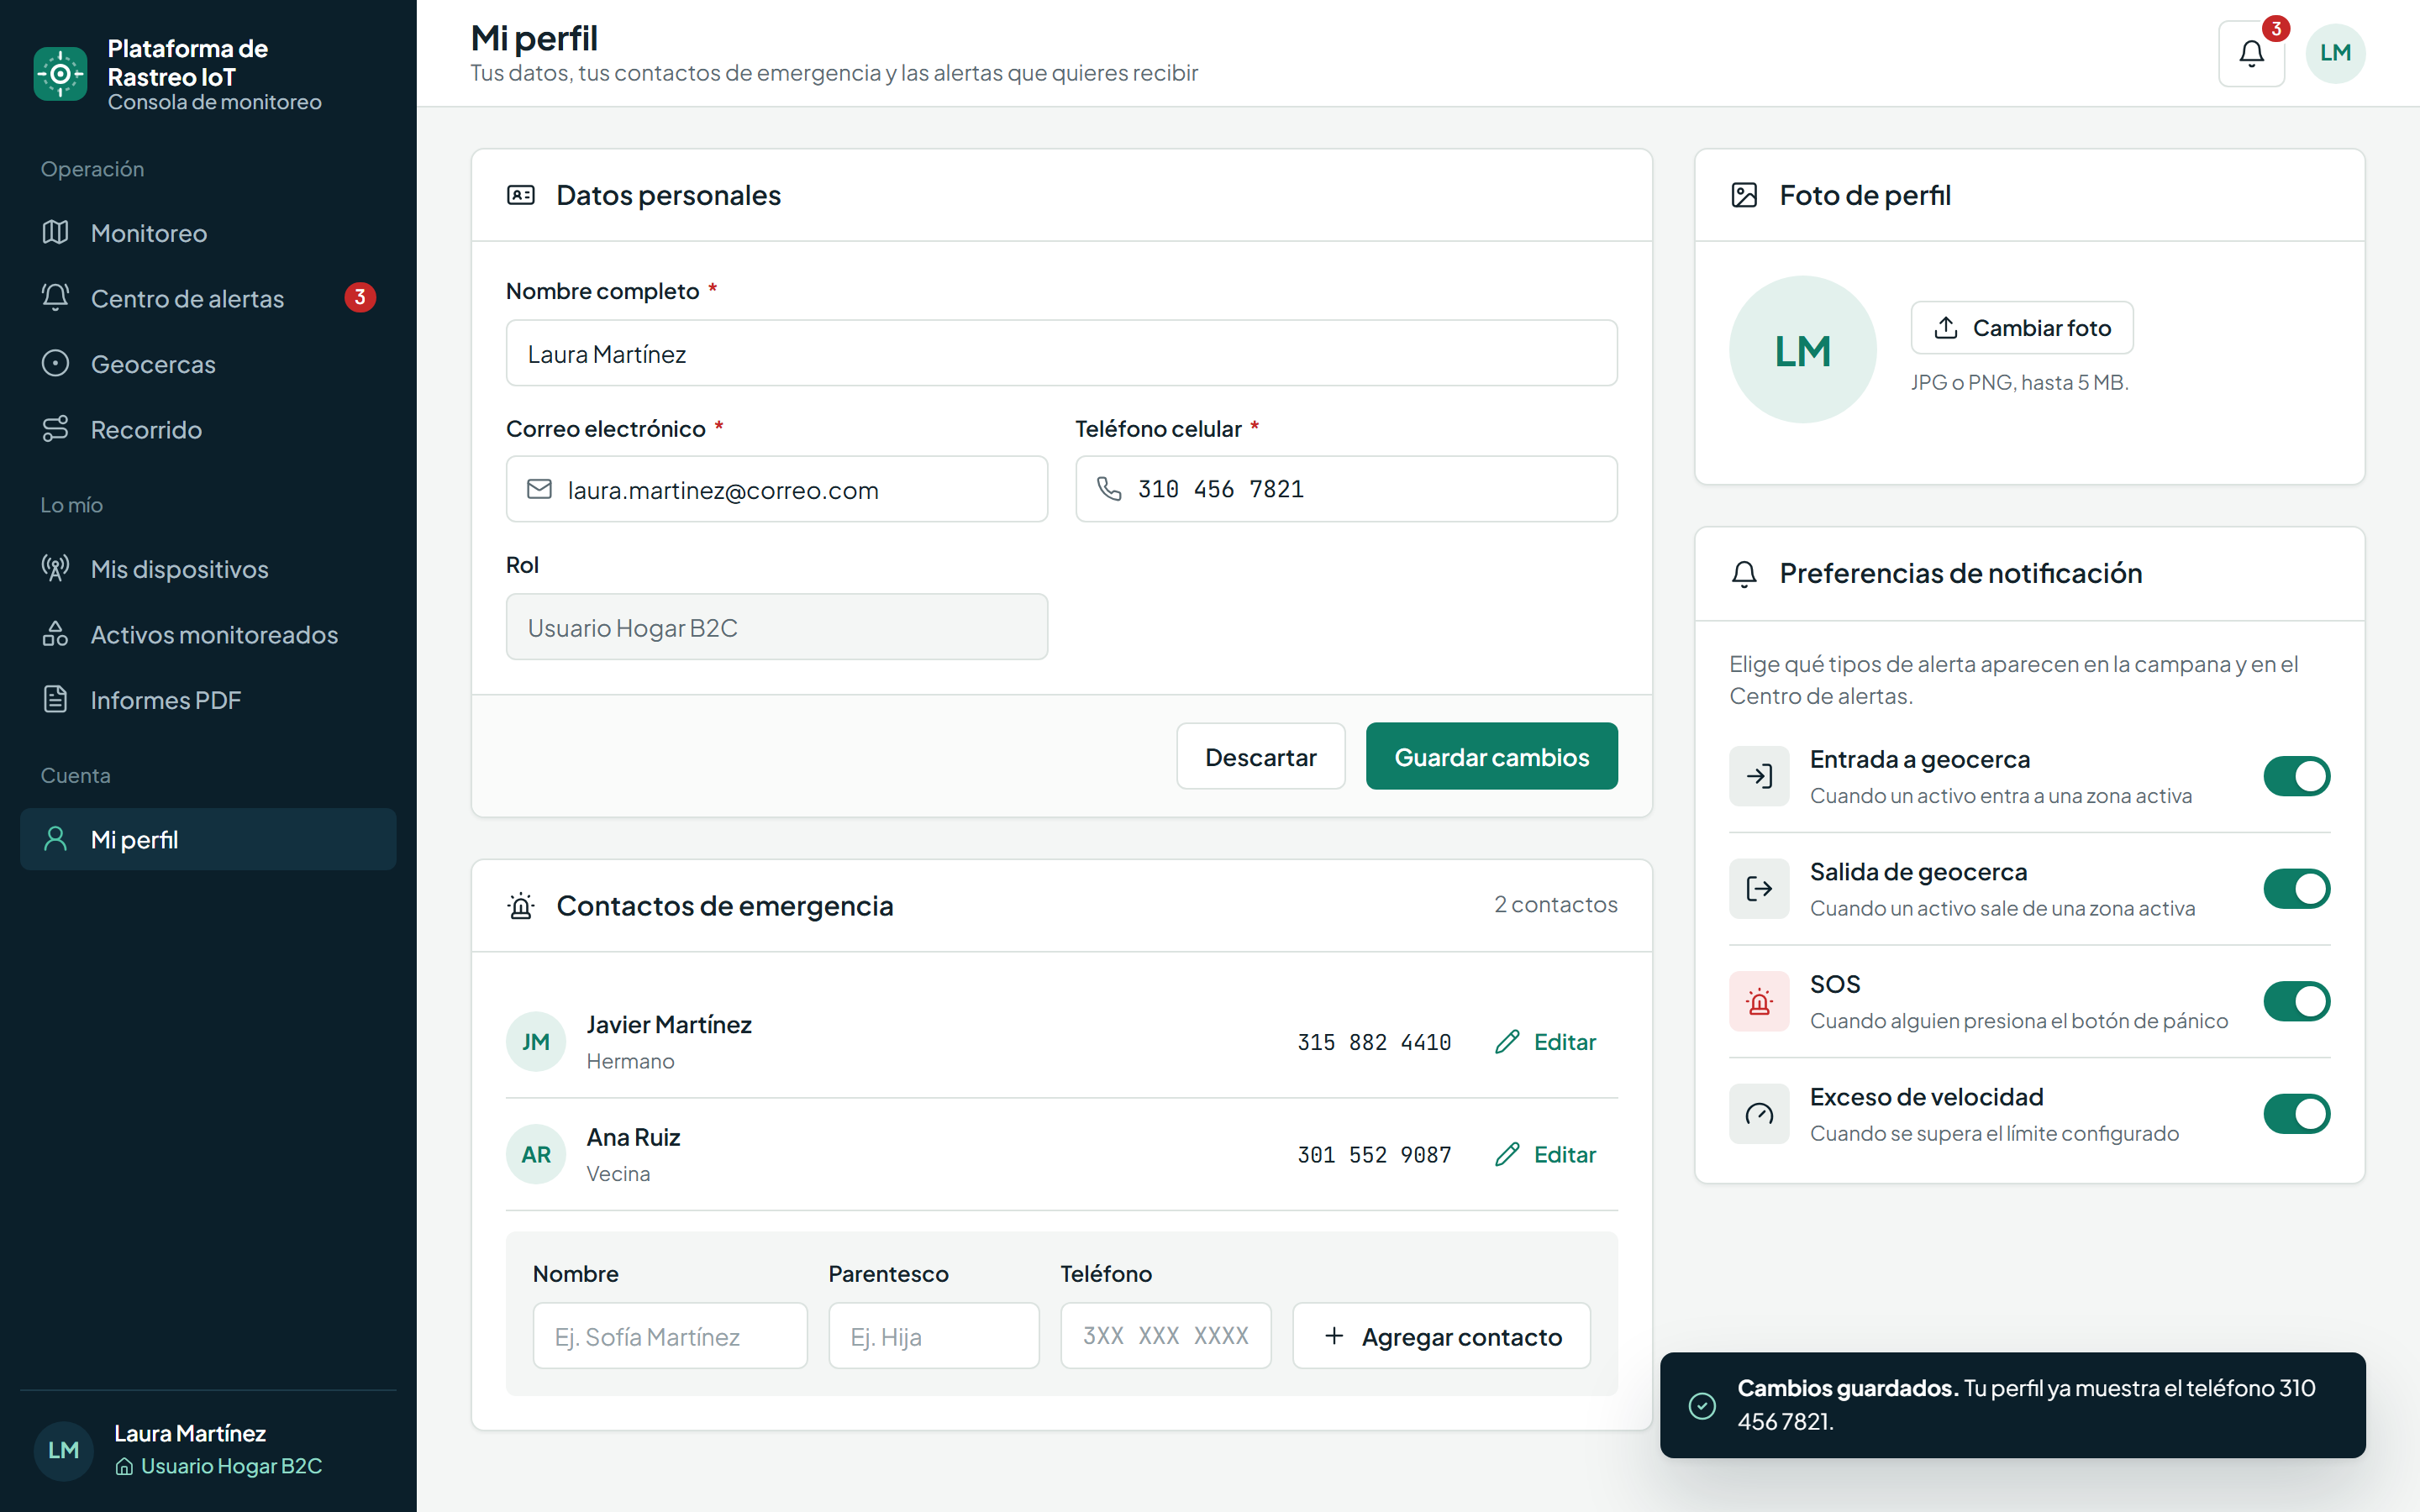 Plataforma de
Rastreo IoT
Consola de monitoreo
Operación
Monitoreo
Centro de alertas 3
Geocercas
Recorrido
Lo mío
Mis dispositivos
Activos monitoreados
Informes PDF
Cuenta
Mi perfil
LM
Laura Martínez
Usuario Hogar B2C
Mi perfil
Tus datos, tus contactos de emergencia y las alertas que quieres recibir
3
LM
Datos personales
Nombre completo *
Laura Martínez
Correo electrónico *
laura.martinez@correo.com
Teléfono celular *
310 456 7821
Rol
Usuario Hogar B2C
Descartar
Guardar cambios
Contactos de emergencia
2 contactos
JM
Javier Martínez
Hermano
315 882 4410
Editar
AR
Ana Ruiz
Vecina
301 552 9087
Editar
Nombre
Ej. Sofía Martínez
Parentesco
Ej. Hija
Teléfono
3XX XXX XXXX
+ Agregar contacto
Foto de perfil
LM
Cambiar foto
JPG o PNG, hasta 5 MB.
Preferencias de notificación
Elige qué tipos de alerta aparecen en la campana y en el
Centro de alertas.
Entrada a geocerca
Cuando un activo entra a una zona activa
Salida de geocerca
Cuando un activo sale de una zona activa
SOS
Cuando alguien presiona el botón de pánico
Exceso de velocidad
Cuando se supera el límite configurado
Cambios guardados. Tu perfil ya muestra el teléfono 310
456 7821.